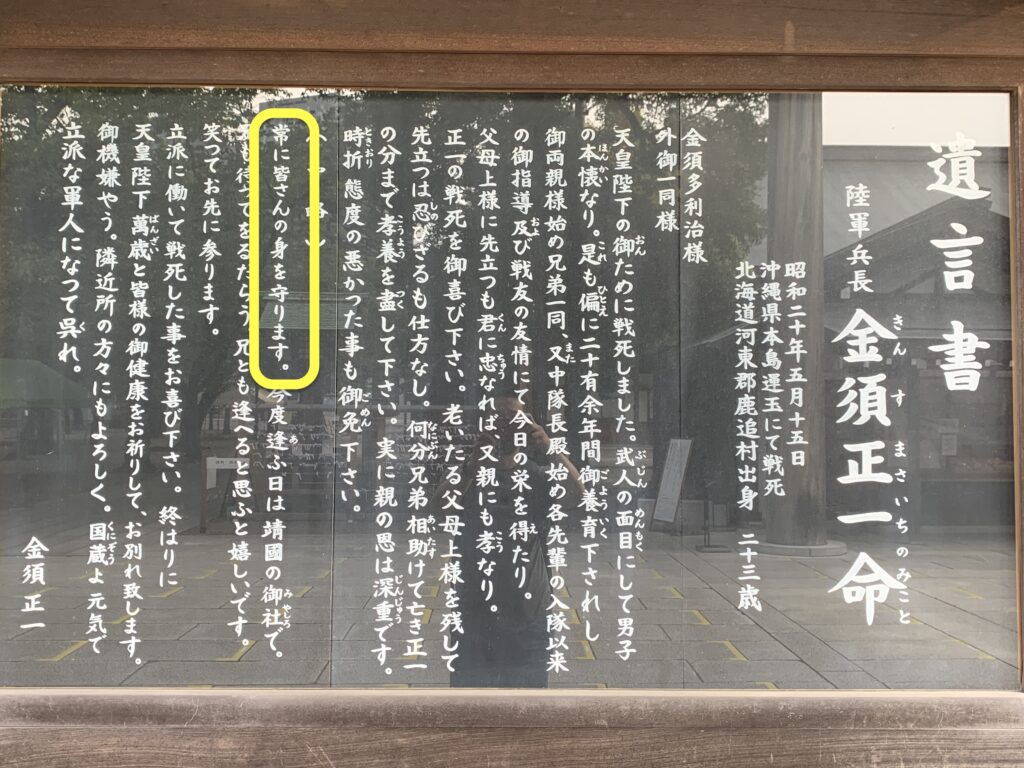 遺言書
陸軍兵長 金須正一命
きんすまさいちのみこと
昭和二十年五月十五日
沖縄県本島運玉にて戦死
北海道河東郡鹿追村出身 二十三歳
金須多利治様
外御一同様
天皇陛下の御ために戦死しました。武人の面目にして男子
の本懐なり。是も偏に二十有余年間御養育下されし
御両親様始め兄弟一同、又中隊長殿始め各先輩の入隊以来
の御指導及び戦友の友情にて今日の栄を得たり。
父母上様に先立つも君に忠なれば、又親にも孝なり。
正一の戦死を御喜び下さい。老いたる父母上様を残して
先立つは忍びざるも仕方なし。何分兄弟相助けて亡き正一
の分まで孝養を盡して下さい。実に親の恩は深重です。
時折 態度の悪かつた事も御免下さい。
（中略）
常に皆さんの身を守ります。今度逢ふ日は靖國の御社で。
も待つてをるだらう 兄とも逢へると思ふと嬉しいです。
笑つてお先に参ります。
立派に働いて戦死した事をお喜び下さい。終はりに
天皇陛下萬歳と皆様の御健康をお祈りして、お別れ致します。
御機嫌やう。隣近所の方々にもよろしく。国蔵よ元気で
立派な軍人になつて呉れ。
金須正一